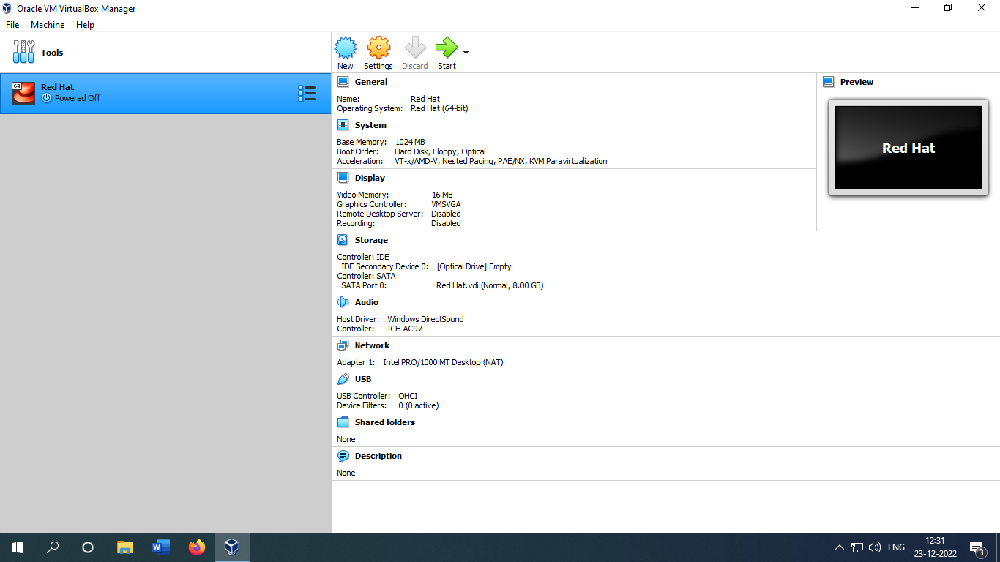 Oracle VM VirtualBox Manager
File Machine Help
Tools
New Settings Discard Start
64
Red Hat
Powered Off
General
Name: Red Hat
Operating System: Red Hat (64-bit)
System
Base Memory: 1024 MB
Boot Order: Hard Disk, Floppy, Optical
Acceleration: VT-x/AMD-V, Nested Paging, PAE/NX, KVM Paravirtualization
Display
Video Memory: 16 MB
Graphics Controller: VMSVGA
Remote Desktop Server: Disabled
Recording: Disabled
Storage
Controller: IDE
IDE Secondary Device 0: [Optical Drive] Empty
Controller: SATA
SATA Port 0: Red Hat.vdi (Normal, 8.00 GB)
Audio
Host Driver: Windows DirectSound
Controller: ICH AC97
Network
Adapter 1: Intel PRO/1000 MT Desktop (NAT)
USB
USB Controller: OHCI
Device Filters: 0 (0 active)
Shared folders
None
Description
None
Preview
Red Hat
W
ENG
12:31
23-12-2022
3